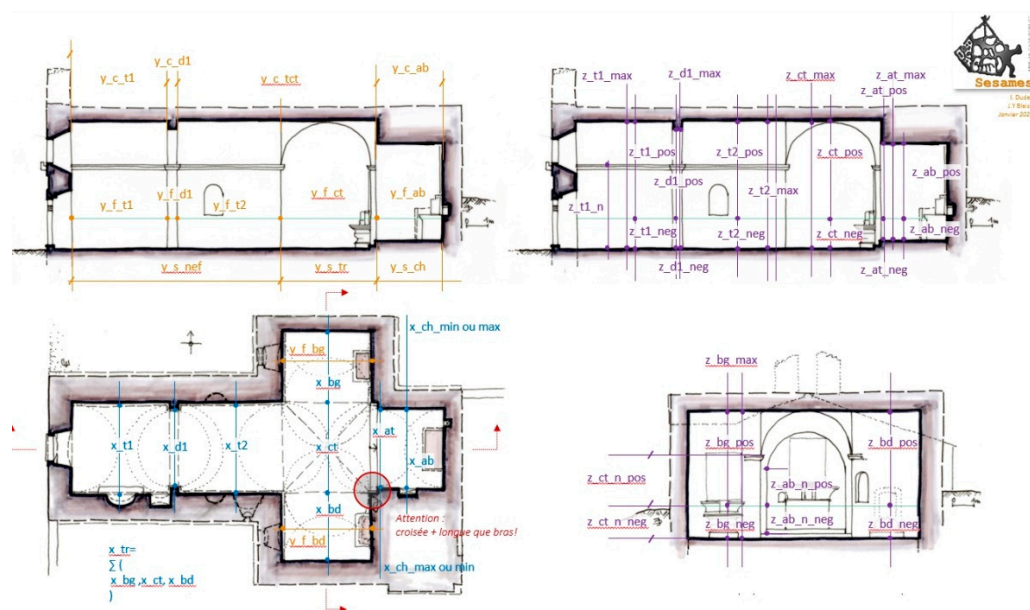 y_c_d1
y_c_t1
y_c_tct
y_c_ab
y_f_t1
y_f_d1
y_f_t2
y_f_ct
y_f_ab
y_s_nef
y_s_tr
y_s_ch
1m
z_t1_max
z_d1_max
z_ct_max
z_at_max
z_at_pos
z_t1_pos
z_t2_pos
z_ct_pos
z_d1_pos
z_ab_pos
z_t2_max
z_t1_n
z_t1_neg
z_t2_neg
z_ct_neg
z_ab_neg
z_d1_neg
z_at_neg
Sesames
Janvier
x_ch_min ou max
y_f_bg
x_bg
x_t1
x_d1
x_t2
x_ct
x_at
x_ab
x_bd
y_f_bd
Attention :
croisée + longue que bras!
x_ch_max ou min
x_tr=
∑ (
x_bg ,x_ct, x_bd
)
z_bg_max
z_bg_pos
z_bd_pos
z_ct_n_pos
z_ab_n_pos
z_ct_n_neg
z_bg_neg
z_ab_n_neg
z_bd_neg